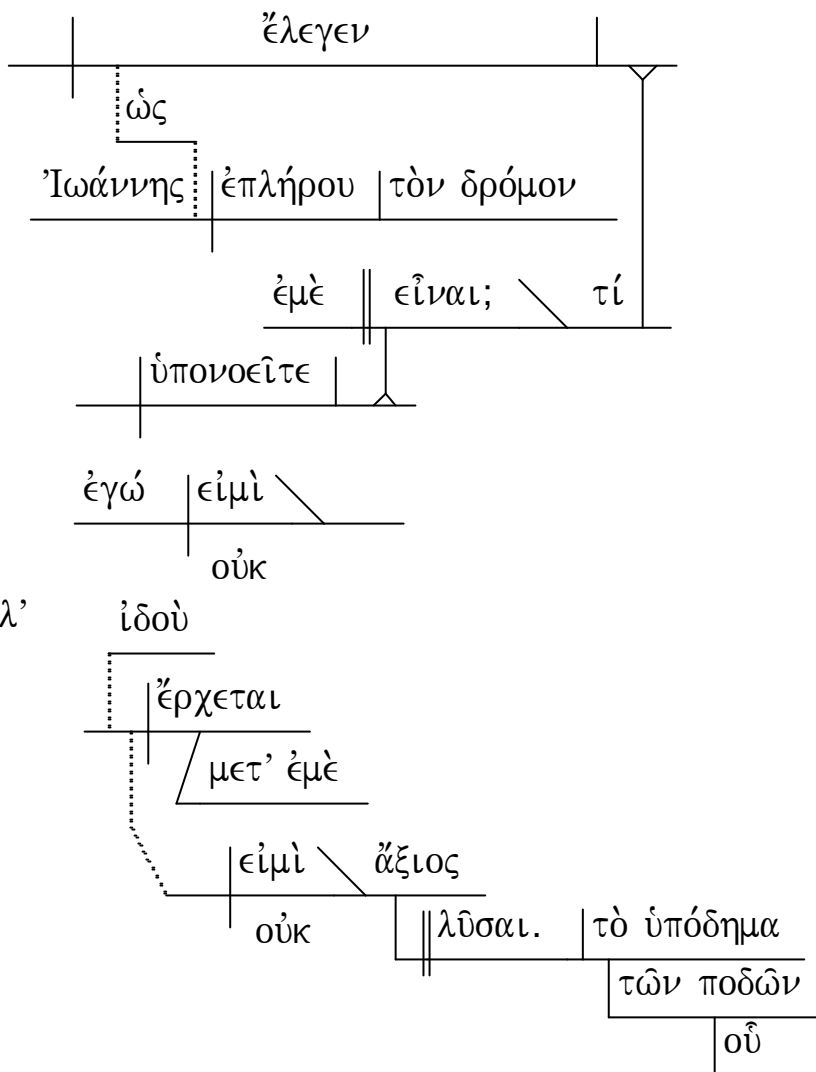 ἔλεγεν
ὡς
Ἰωάννης ἐπλήρου τὸν δρόμον
ἐμὲ εἶναι; τί
ὑπονοεῖτε
ἐγώ εἰμὶ
οὐκ
λ’ ἰδοὺ
ἔρχεται
μετ’ ἐμὲ
εἰμὶ ἄξιος
οὐκ λῦσαι. τὸ ὑπόδημα
τῶν ποδῶν
οὗ